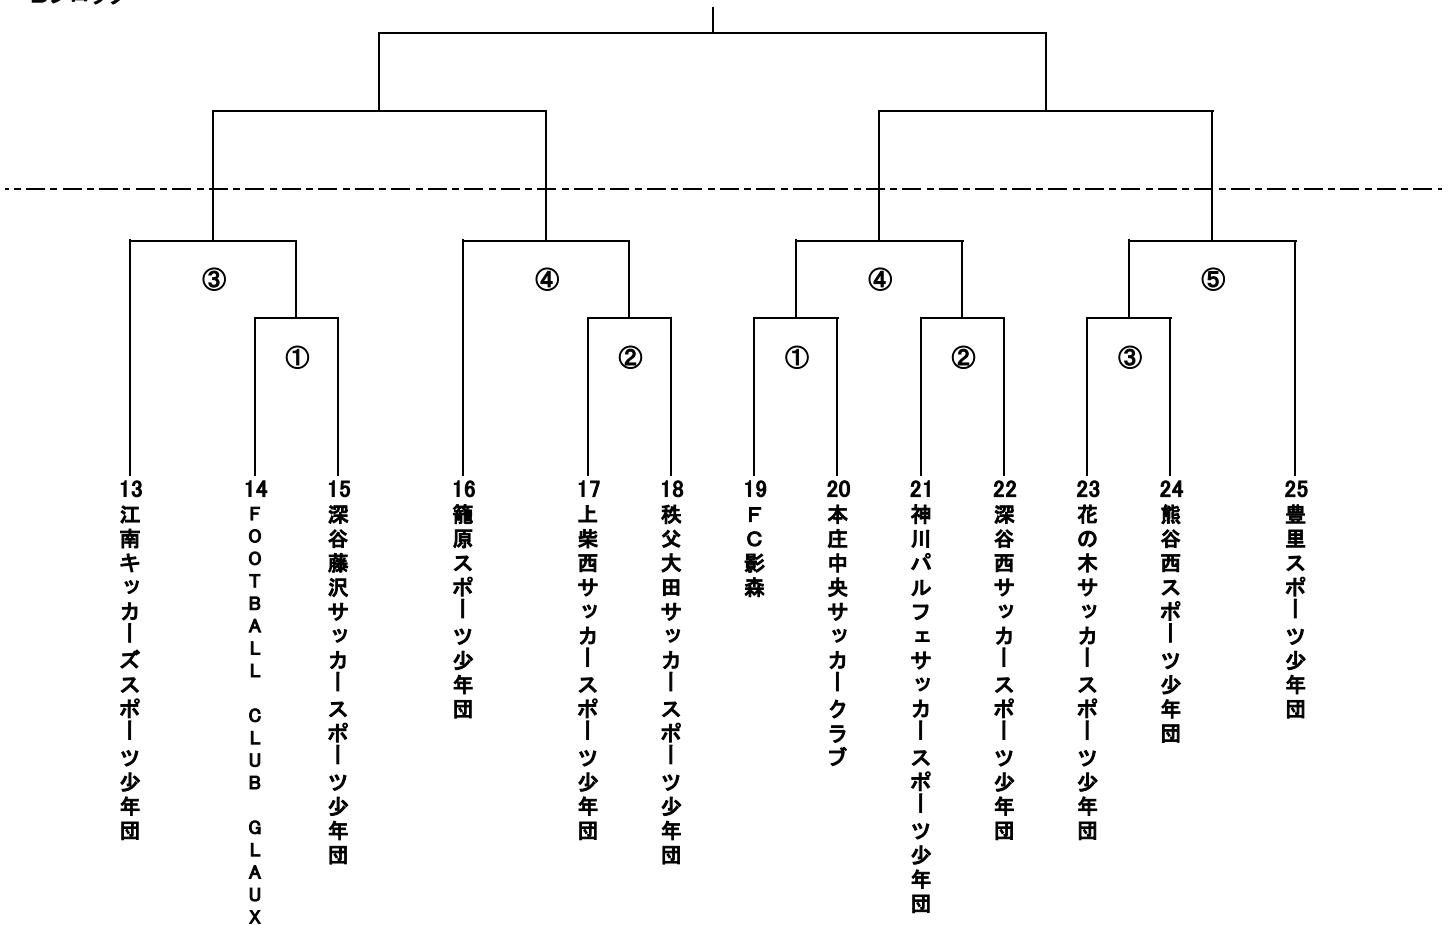 ③
④
④
⑤
①
②
①
②
③
13 江南キッカーズスポーツ少年団
14 FOOTBALL CLUB GLAUX
15 深谷藤沢サッカースポーツ少年団
16 籠原スポーツ少年団
17 上柴西サッカースポーツ少年団
18 秩父大田サッカースポーツ少年団
19 FC影森
20 本庄中央サッカークラブ
21 神川パルフェサッカースポーツ少年団
22 深谷西サッカースポーツ少年団
23 花の木サッカースポーツ少年団
24 熊谷西スポーツ少年団
25 豊里スポーツ少年団